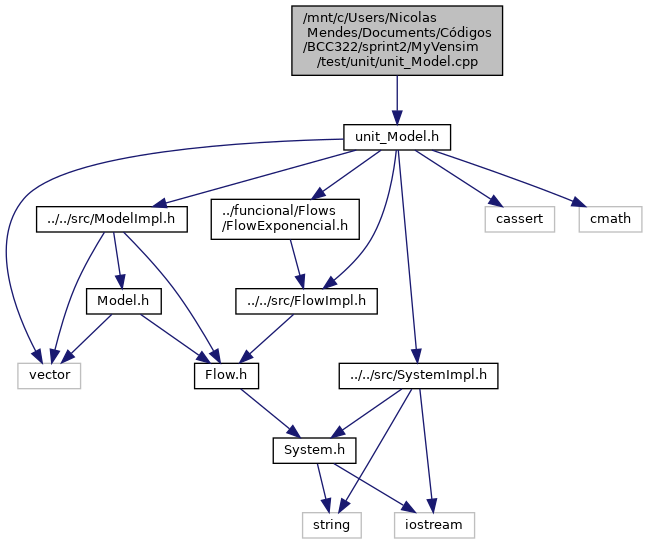 /mnt/c/Users/Nicolas
Mendes/Documents/Códigos
/BCC322/sprint2/MyVensim
/test/unit/unit_Model.cpp
unit_Model.h
../../src/ModelImpl.h
../funcional/Flows
/FlowExponencial.h
cassert
cmath
Model.h
../../src/FlowImpl.h
vector
Flow.h
../../src/SystemImpl.h
System.h
string
iostream